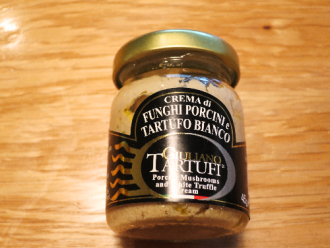 CREMA di
FUNGHI PORCINI e
TARTUFO BIANCO
GIULIANO
TARTUFI
Porcini Mushrooms
and White Truffle
Cream